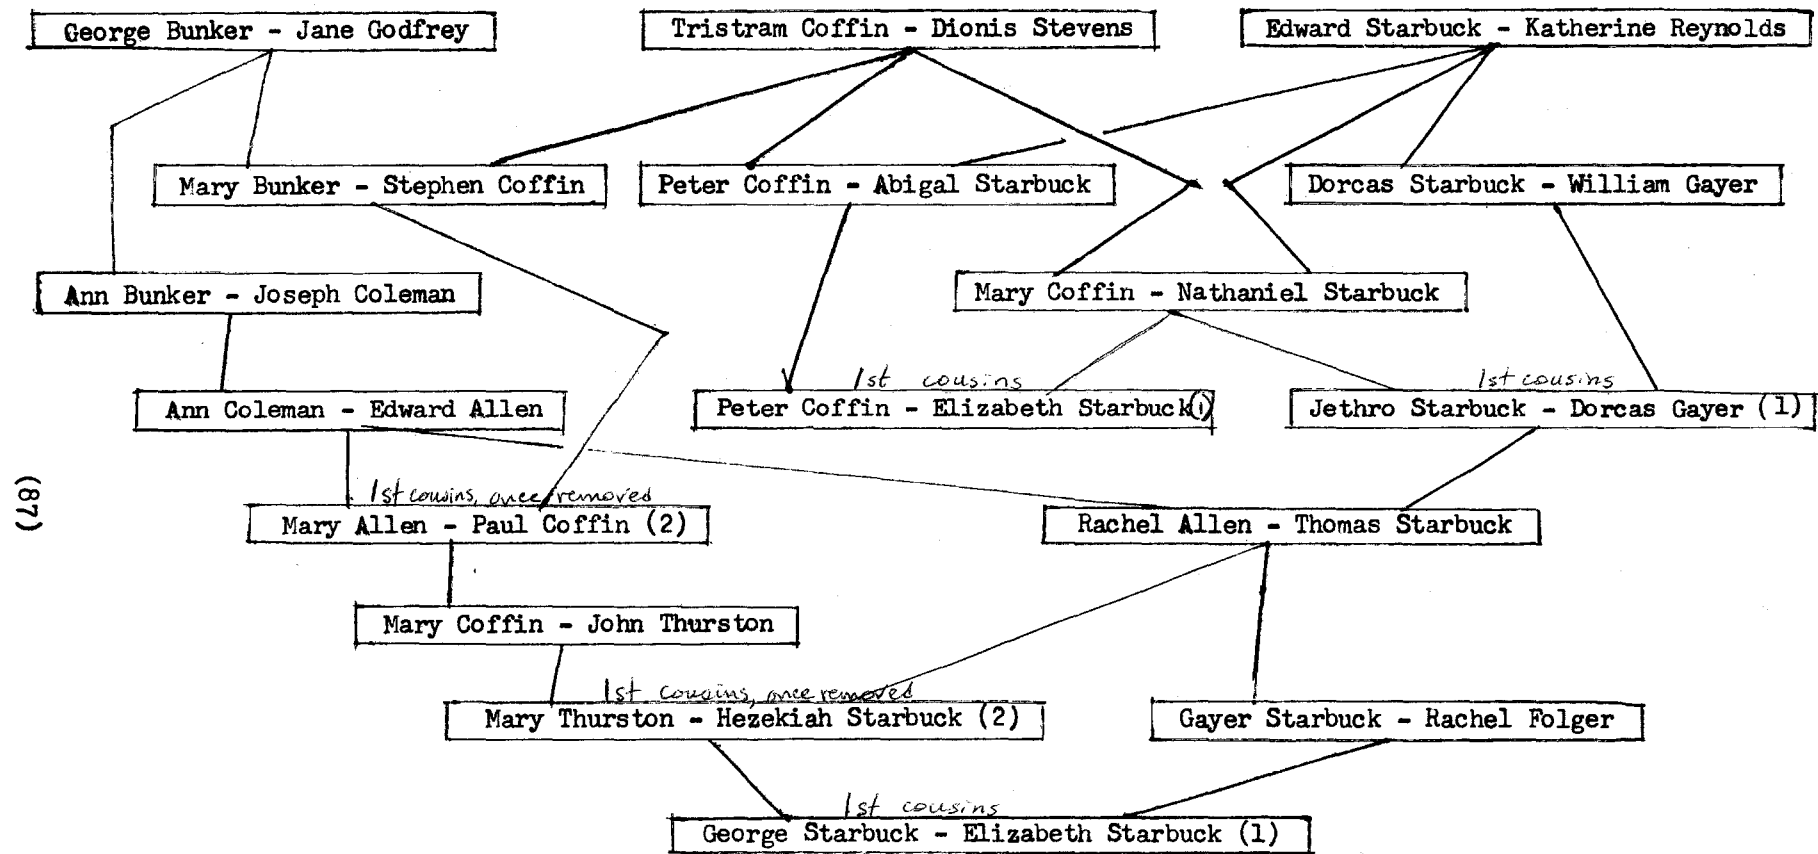 George Bunker - Jane Godfrey
Tristram Coffin - Dionis Stevens
Edward Starbuck - Katherine Reynolds
Mary Bunker - Stephen Coffin
Peter Coffin - Abigal Starbuck
Dorcas Starbuck - William Gayer
Ann Bunker - Joseph Coleman
Mary Coffin - Nathaniel Starbuck
1st cousins
1st cousins
Ann Coleman - Edward Allen
Peter Coffin - Elizabeth Starbuck(1)
Jethro Starbuck - Dorcas Gayer (1)
(87)
1st cousins, once removed
Mary Allen - Paul Coffin (2)
Rachel Allen - Thomas Starbuck
Mary Coffin - John Thurston
1st cousins, once removed
Mary Thurston - Hezekiah Starbuck (2)
Gayer Starbuck - Rachel Folger
1st cousins
George Starbuck - Elizabeth Starbuck (1)